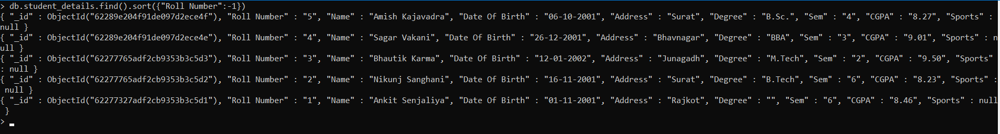 > db.student_details.find().sort({"Roll Number":-1})
{ "_id" : ObjectId("62289e204f91de097d2ece4f"), "Roll Number" : "5", "Name" : "Amish Kajavadra", "Date Of Birth" : "06-10-2001", "Address" : "Surat", "Degree" : "B.Sc.", "Sem" : "4", "CGPA" : "8.27", "Sports" :
null }
{ "_id" : ObjectId("62289e204f91de097d2ece4e"), "Roll Number" : "4", "Name" : "Sagar Vakani", "Date Of Birth" : "26-12-2001", "Address" : "Bhavnagar", "Degree" : "BBA", "Sem" : "3", "CGPA" : "9.01", "Sports" : n
ull }
{ "_id" : ObjectId("62277765adf2cb9353b3c5d3"), "Roll Number" : "3", "Name" : "Bhautik Karma", "Date Of Birth" : "12-01-2002", "Address" : "Junagadh", "Degree" : "M.Tech", "Sem" : "2", "CGPA" : "9.50", "Sports"
: null }
{ "_id" : ObjectId("62277765adf2cb9353b3c5d2"), "Roll Number" : "2", "Name" : "Nikunj Sanghani", "Date Of Birth" : "16-11-2001", "Address" : "Surat", "Degree" : "B.Tech", "Sem" : "6", "CGPA" : "8.23", "Sports" :
 null }
{ "_id" : ObjectId("62277327adf2cb9353b3c5d1"), "Roll Number" : "1", "Name" : "Ankit Senjaliya", "Date Of Birth" : "01-11-2001", "Address" : "Rajkot", "Degree" : "", "Sem" : "6", "CGPA" : "8.46", "Sports" : null
 }
>